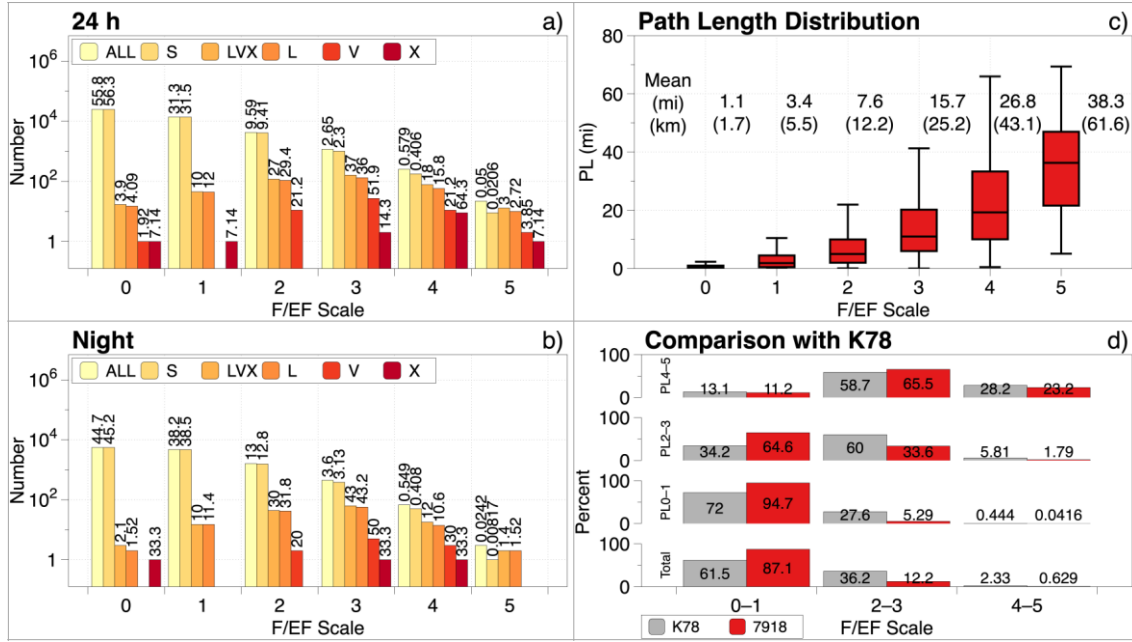 24 h
a)
ALL S LVX L V X
Number
10^6
10^4
10^2
1
55.8 56.3 3.9 4.09 1.92 7.14
31.3 31.5 10 12 7.14
9.59 9.41 27 29.4 21.2
2.65 2.3 37 36 51.9 14.3
0.579 0.406 18 15.8 21.2 64.3
0.05 0.0206 3 2.72 3.85 7.14
0 1 2 3 4 5
F/EF Scale
Path Length Distribution
c)
PL (mi)
80
60
40
20
0
Mean
(mi) 1.1 3.4 7.6 15.7 26.8 38.3
(km) (1.7) (5.5) (12.2) (25.2) (43.1) (61.6)
0 1 2 3 4 5
F/EF Scale
Night
b)
ALL S LVX L V X
Number
10^6
10^4
10^2
1
44.7 45.2 2.1 1.52 33.3
38.2 38.5 10 11.4
13 12.8 30 31.8 20
3.6 3.13 43 43.2 50 33.3
0.549 0.408 12 10.6 30 33.3
0.0242 0.00817 1.4 1.52
0 1 2 3 4 5
F/EF Scale
Comparison with K78
d)
Percent
PL4–5
100
0
13.1 11.2 58.7 65.5 28.2 23.2
PL2–3
100
0
34.2 64.6 60 33.6 5.81 1.79
PL0–1
100
0
72 94.7 27.6 5.29 0.444 0.0416
Total
100
0
61.5 87.1 36.2 12.2 2.33 0.629
0–1 2–3 4–5
K78 7918
F/EF Scale